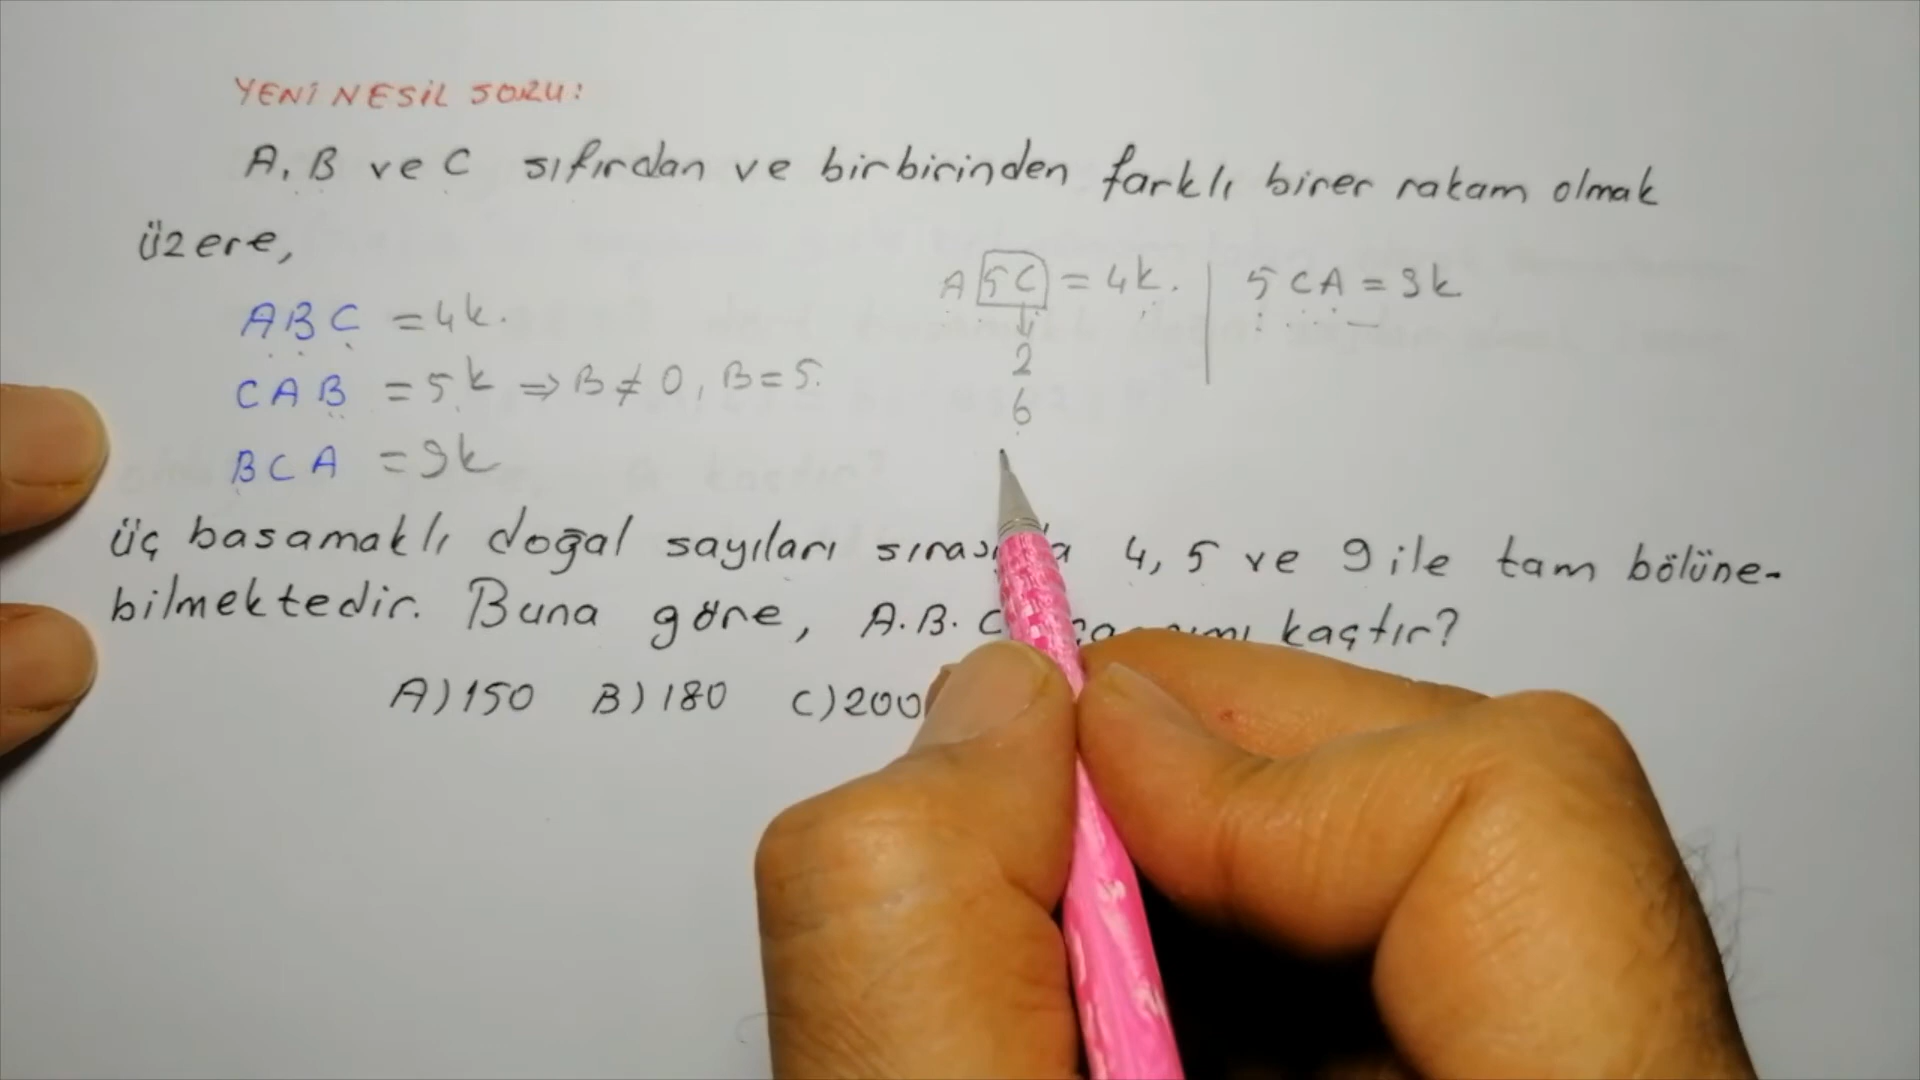 YENİ NESİL SORU:
A, B ve C sıfırdan ve birbirinden farklı birer rakam olmak
üzere,
A5C = 4k. | 5CA = 9k
2
6
ABC = 4k.
CAB = 5k ⇒ B ≠ 0, B = 5.
BCA = 9k
üç basamaklı doğal sayıları 4, 5 ve 9 ile tam bölüne-
bilmektedir. Buna göre, A.B.C kaçtır?
A) 150 B) 180 C) 200